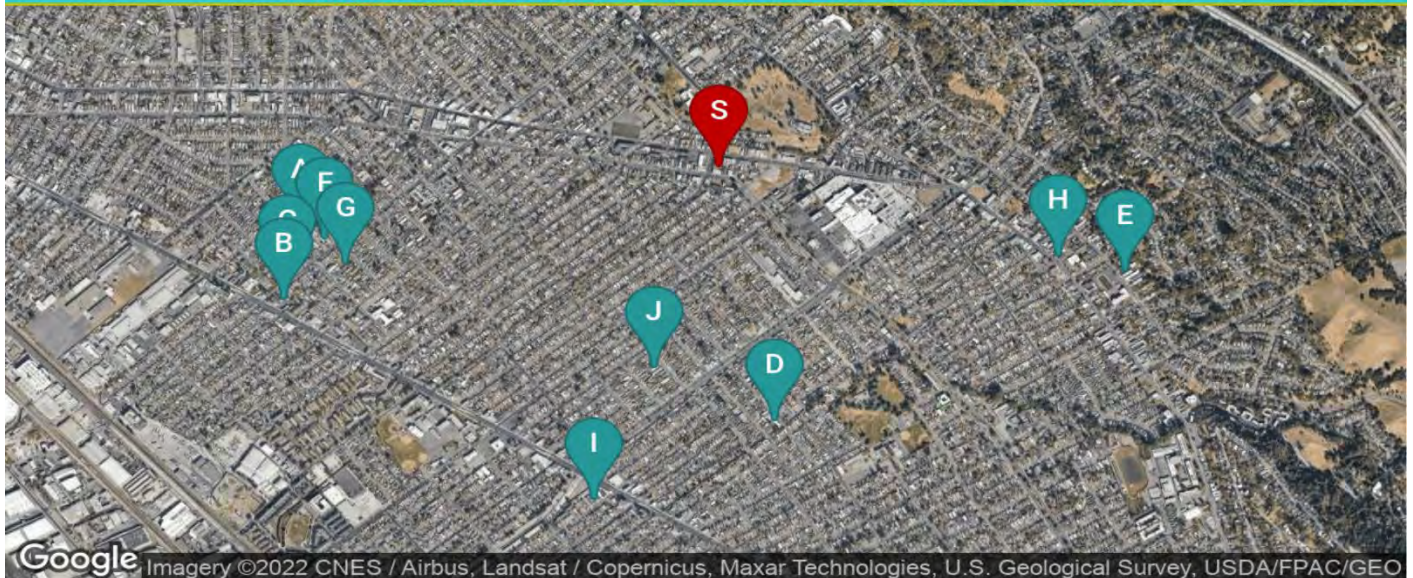 S
A
F
G
C
B
H
E
J
D
I
Google Imagery ©2022 CNES / Airbus, Landsat / Copernicus, Maxar Technologies, U.S. Geological Survey, USDA/FPAC/GEO